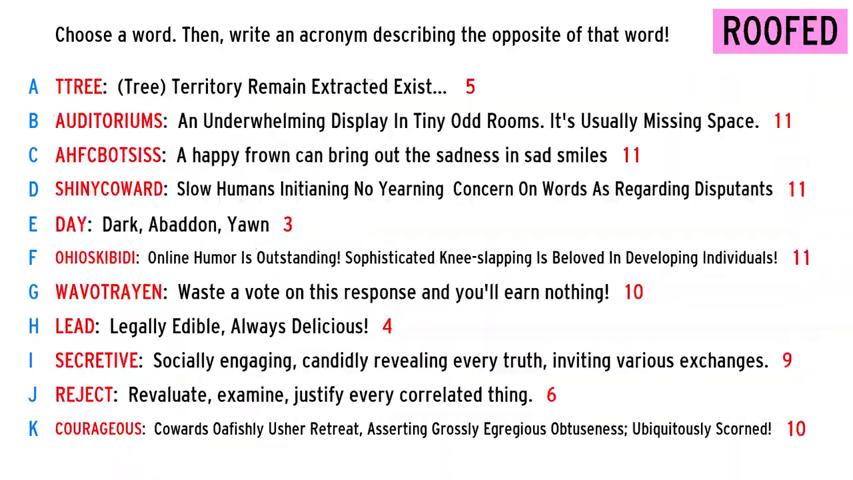 Choose a word. Then, write an acronym describing the opposite of that word!
ROOFED
A TTREE: (Tree) Territory Remain Extracted Exist... 5
B AUDITORIUMS: An Underwhelming Display In Tiny Odd Rooms. It's Usually Missing Space. 11
C AHFCBOTSISS: A happy frown can bring out the sadness in sad smiles 11
D SHINYCOWARD: Slow Humans Initianing No Yearning Concern On Words As Regarding Disputants 11
E DAY: Dark, Abaddon, Yawn 3
F OHIOSKIBIDI: Online Humor Is Outstanding! Sophisticated Knee-slapping Is Beloved In Developing Individuals! 11
G WAVOTRAYEN: Waste a vote on this response and you'll earn nothing! 10
H LEAD: Legally Edible, Always Delicious! 4
I SECRETIVE: Socially engaging, candidly revealing every truth, inviting various exchanges. 9
J REJECT: Revaluate, examine, justify every correlated thing. 6
K COURAGEOUS: Cowards Oafishly Usher Retreat, Asserting Grossly Egregious Obtuseness; Ubiquitously Scorned! 10